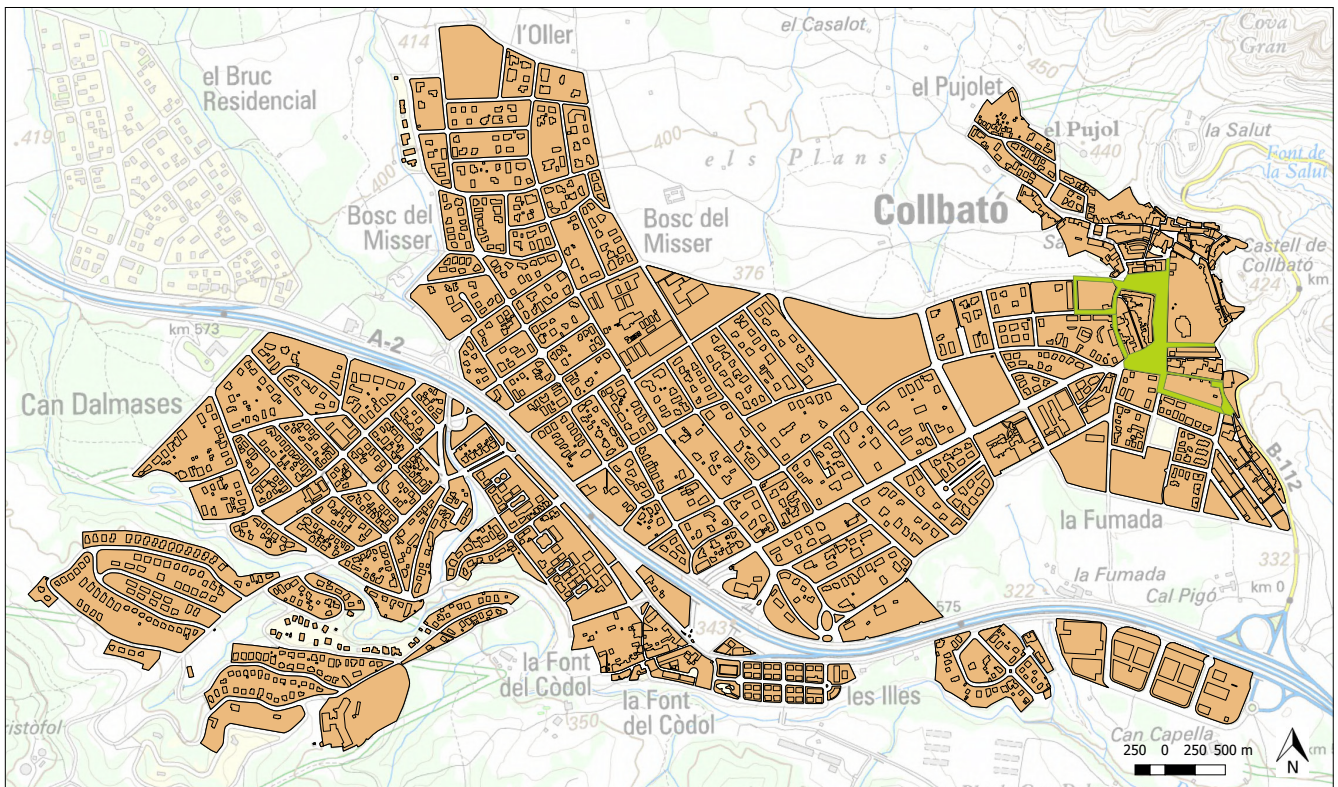 l'Oller
el Casalot
Cova
Gran
414
el Bruc
Residencial
450
el Pujolet
419
400
el Pujol
la Salut
440
els Plans
Font de
la Salut
400
Collbató
Bosc del
Misser
Bosc del
Misser
Castell de
Collbató
376
424
km
km 573
A-2
Can Dalmases
B-112
la Fumada
332
la Fumada
322
Cal Pigó
km 0
575
343
la Font
del Còdol
la Font
del Còdol
les Illes
350
Can Capella
ristòfol
250 0 250 500 m
km
N